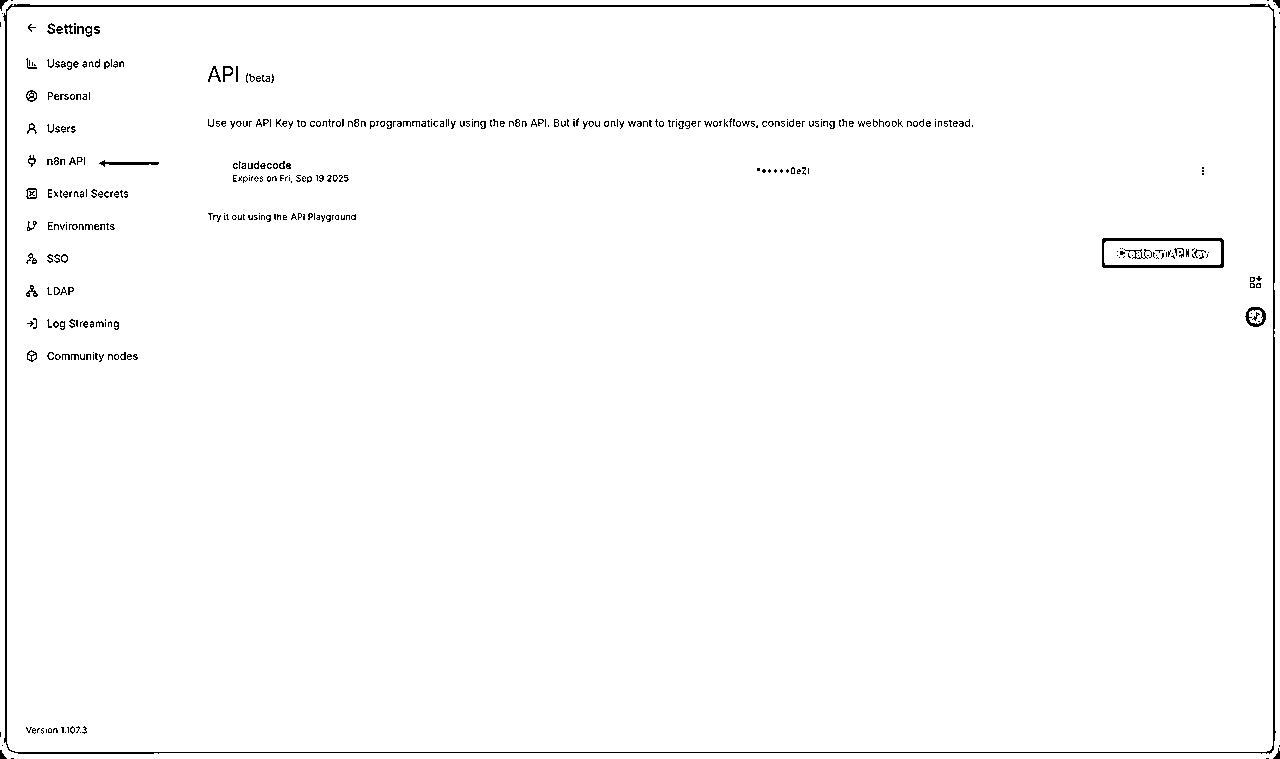 Settings
Usage and plan
Personal
Users
n8n API
External Secrets
Environments
SSO
LDAP
Log Streaming
Community nodes
API (beta)
Use your API Key to control n8n programmatically using the n8n API. But if you only want to trigger workflows, consider using the webhook node instead.
claudecode
Expires on Fri, Sep 19 2025
Try it out using the API Playground
Create an API Key
Version 1.107.3